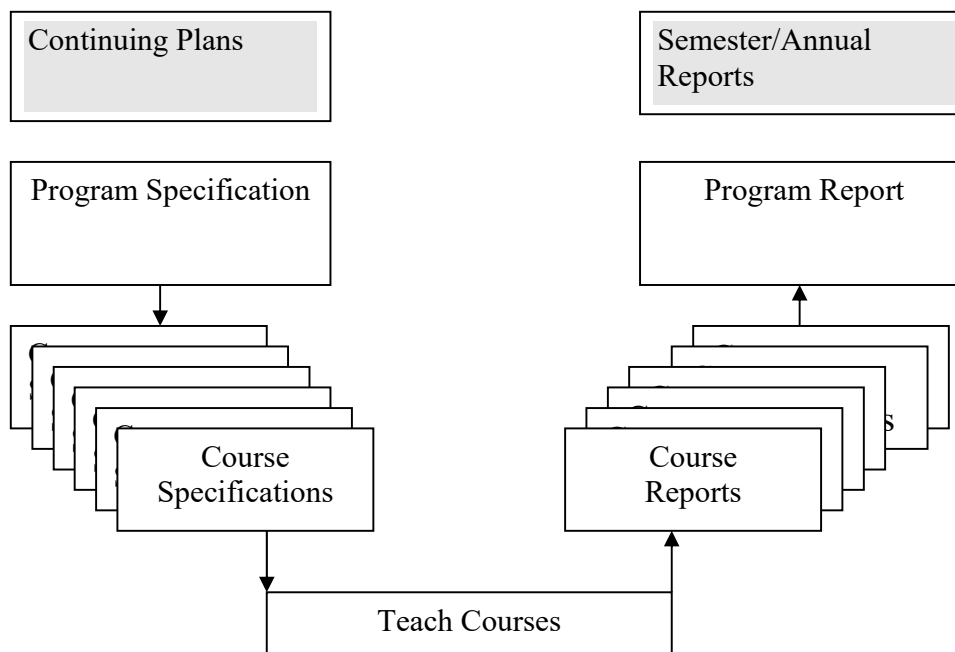 Continuing Plans
Semester/Annual
Reports
Program Specification
Program Report
Course
Specifications
Course
Reports
Teach Courses